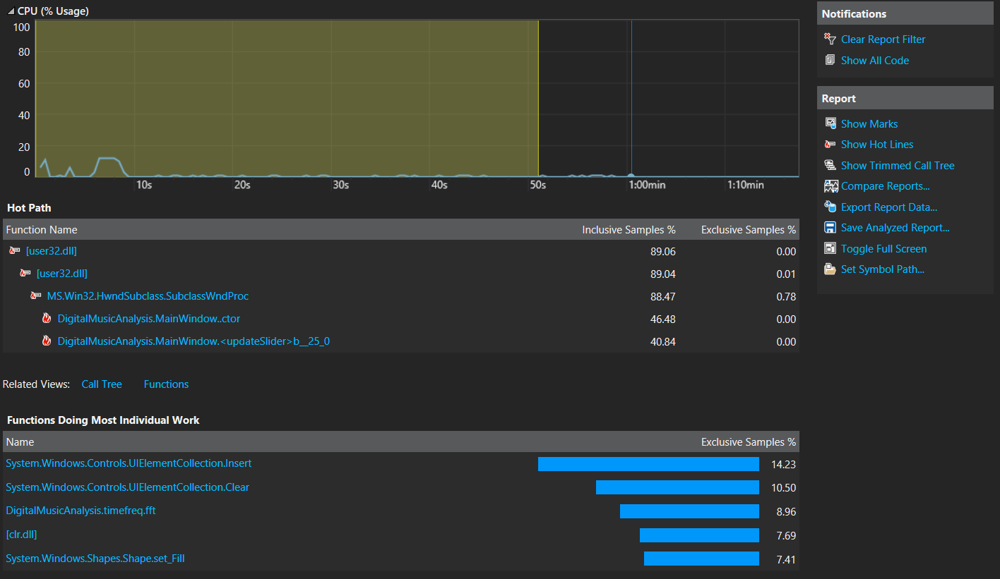 CPU (% Usage)
100
80
60
40
20
0
10s 20s 30s 40s 50s 1:00min 1:10min
Hot Path
Function Name Inclusive Samples % Exclusive Samples %
[user32.dll] 89.06 0.00
[user32.dll] 89.04 0.01
MS.Win32.HwndSubclass.SubclassWndProc 88.47 0.78
DigitalMusicAnalysis.MainWindow..ctor 46.48 0.00
DigitalMusicAnalysis.MainWindow.<updateSlider>b__25_0 40.84 0.00
Related Views: Call Tree Functions
Functions Doing Most Individual Work
Name Exclusive Samples %
System.Windows.Controls.UIElementCollection.Insert 14.23
System.Windows.Controls.UIElementCollection.Clear 10.50
DigitalMusicAnalysis.timefreq.fft 8.96
[clr.dll] 7.69
System.Windows.Shapes.Shape.set_Fill 7.41
Notifications
Clear Report Filter
Show All Code
Report
Show Marks
Show Hot Lines
Show Trimmed Call Tree
Compare Reports...
Export Report Data...
Save Analyzed Report...
Toggle Full Screen
Set Symbol Path...